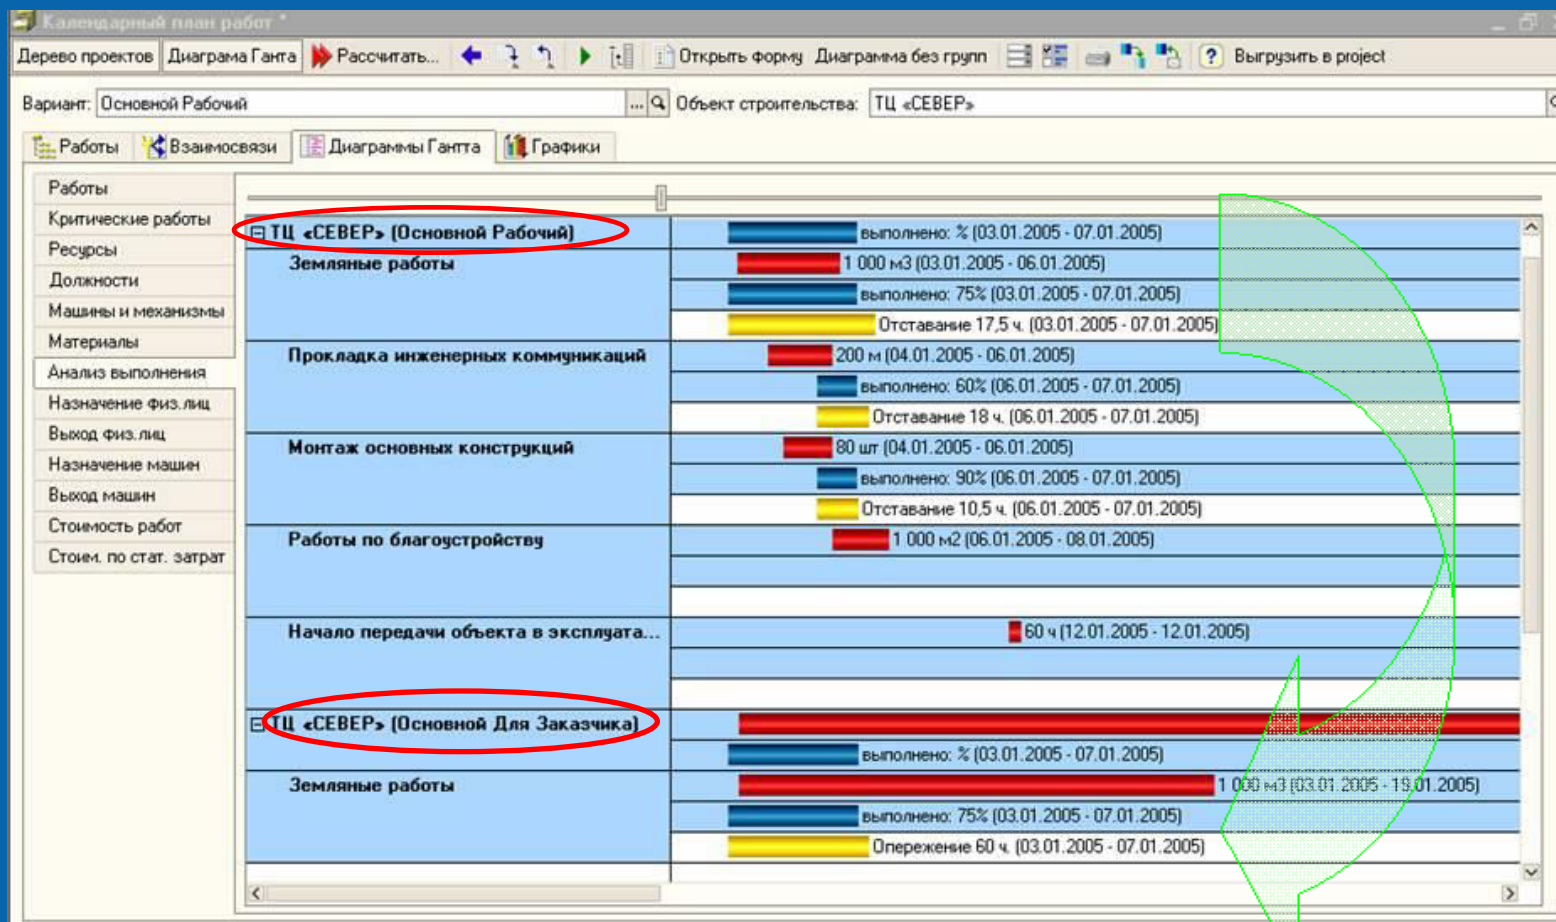 Календарный план работ *
Дерево проектов Диаграма Ганта Рассчитать... Открыть форму Диаграмма без групп ? Выгрузить в project
Вариант: Основной Рабочий ... Объект строительства: ТЦ «СЕВЕР»
Работы Взаимосвязи Диаграммы Гантта Графики
Работы
Критические работы
Ресурсы
Должности
Машины и механизмы
Материалы
Анализ выполнения
Назначение физ.лиц
Выход физ.лиц
Назначение машин
Выход машин
Стоимость работ
Стоим. по стат. затрат
ТЦ «СЕВЕР» (Основной Рабочий) выполнено: % (03.01.2005 - 07.01.2005)
Земляные работы 1 000 м3 (03.01.2005 - 06.01.2005)
выполнено: 75% (03.01.2005 - 07.01.2005)
Отставание 17,5 ч. (03.01.2005 - 07.01.2005)
Прокладка инженерных коммуникаций 200 м (04.01.2005 - 06.01.2005)
выполнено: 60% (06.01.2005 - 07.01.2005)
Отставание 18 ч. (06.01.2005 - 07.01.2005)
Монтаж основных конструкций 80 шт (04.01.2005 - 06.01.2005)
выполнено: 90% (06.01.2005 - 07.01.2005)
Отставание 10,5 ч. (06.01.2005 - 07.01.2005)
Работы по благоустройству 1 000 м2 (06.01.2005 - 08.01.2005)
Начало передачи объекта в эксплуата... 60 ч (12.01.2005 - 12.01.2005)
ТЦ «СЕВЕР» (Основной Для Заказчика)
выполнено: % (03.01.2005 - 07.01.2005)
Земляные работы 1 000 м3 (03.01.2005 - 19.01.2005)
выполнено: 75% (03.01.2005 - 07.01.2005)
Опережение 60 ч. (03.01.2005 - 07.01.2005)